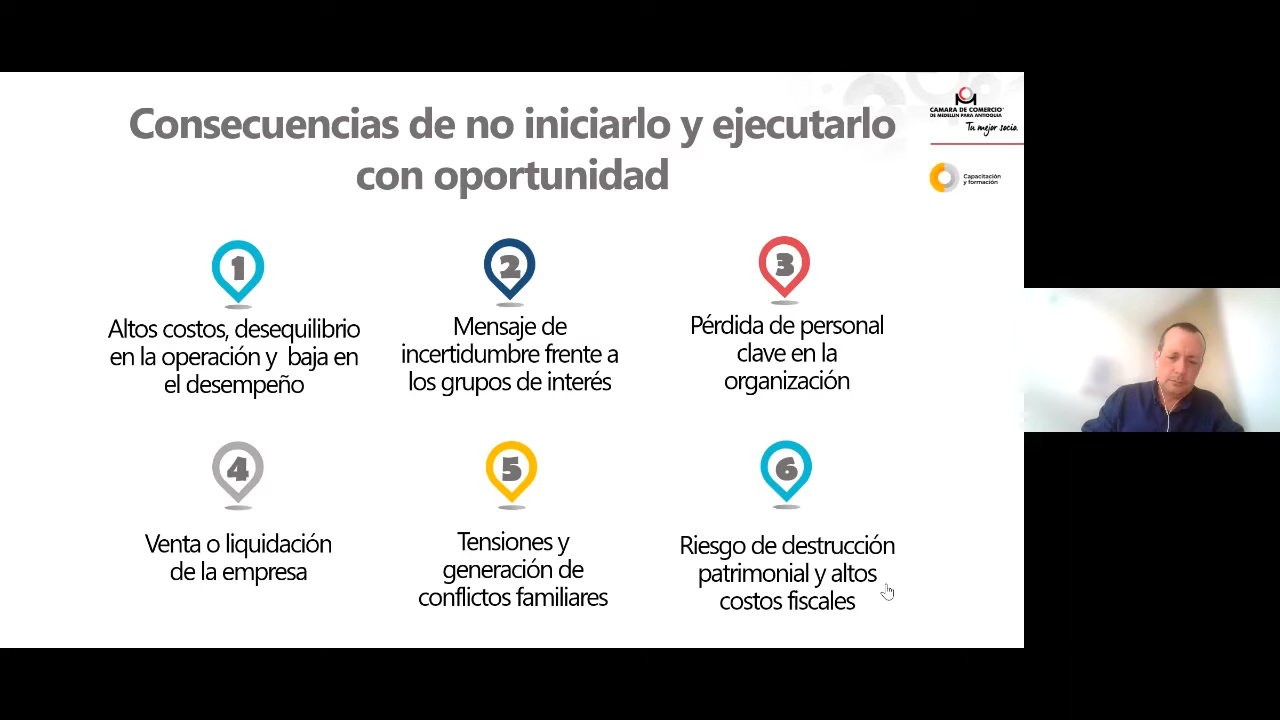 Consecuencias de no iniciarlo y ejecutarlo
con oportunidad
CAMARA DE COMERCIO
DE MEDELLIN PARA ANTIOQUIA
Tu mejor socio.
Capacitación
y formación
1
Altos costos, desequilibrio
en la operación y baja en
el desempeño
2
Mensaje de
incertidumbre frente a
los grupos de interés
3
Pérdida de personal
clave en la
organización
4
Venta o liquidación
de la empresa
5
Tensiones y
generación de
conflictos familiares
6
Riesgo de destrucción
patrimonial y altos
costos fiscales